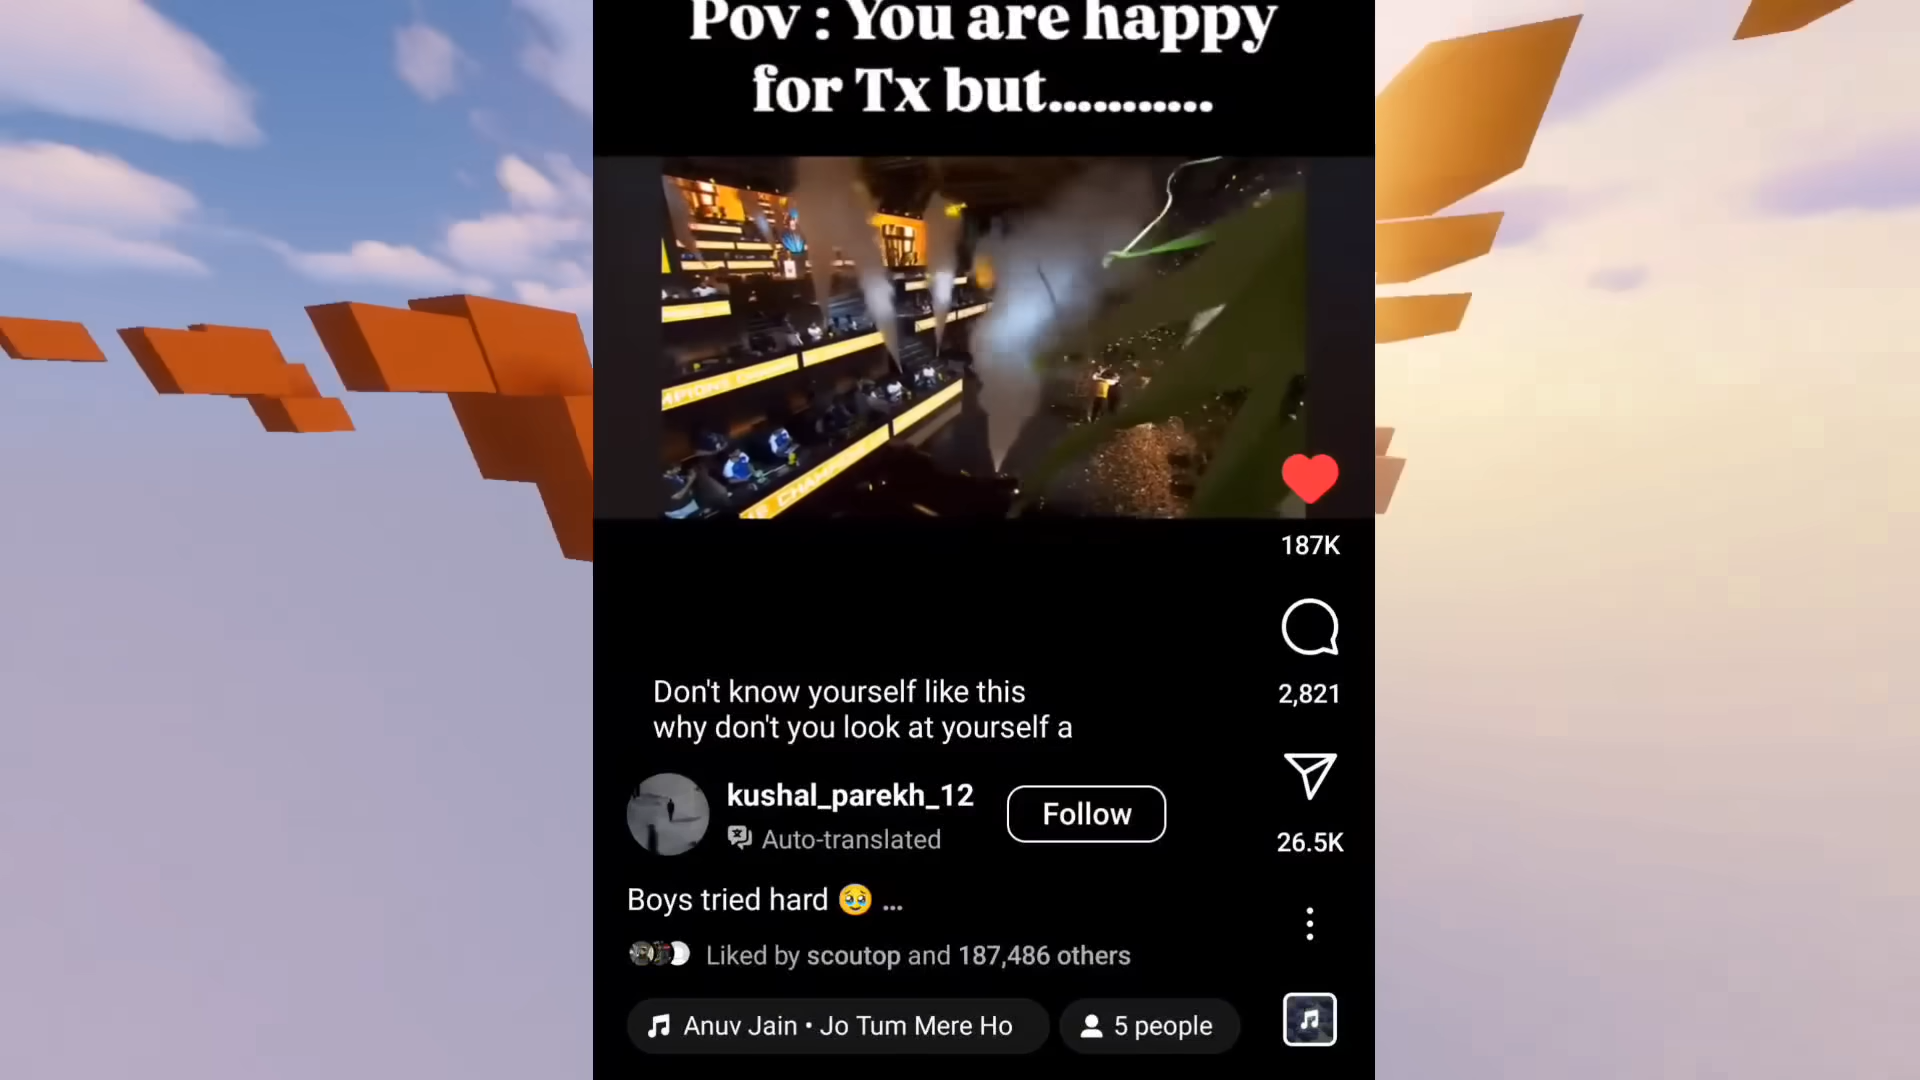 Pov : You are happy
for Tx but...........
187K
2,821
Don't know yourself like this
why don't you look at yourself a
kushal_parekh_12
Follow
Auto-translated
26.5K
Boys tried hard 🥹 ...
Liked by scoutop and 187,486 others
Anuv Jain • Jo Tum Mere Ho
5 people